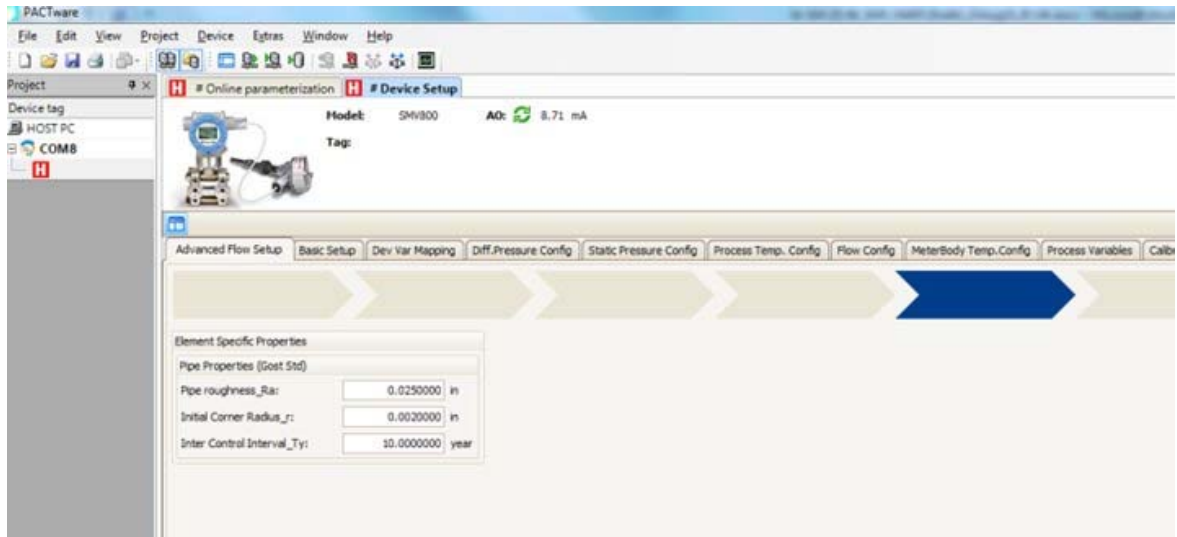 PACTware
File Edit View Project Device Extras Window Help
Project
Device tag
HOST PC
COM8
H
H # Online parameterization H # Device Setup
Model: SMV800 AO: 8.71 mA
Tag:
Advanced Flow Setup Basic Setup Dev Var Mapping Diff.Pressure Config Static Pressure Config Process Temp. Config Flow Config MeterBody Temp.Config Process Variables Calib
Element Specific Properties
Pipe Properties (Gost Std)
Pipe roughness_Ra: 0.0250000 in
Initial Corner Radius_r: 0.0020000 in
Inter Control Interval_Ty: 10.0000000 year